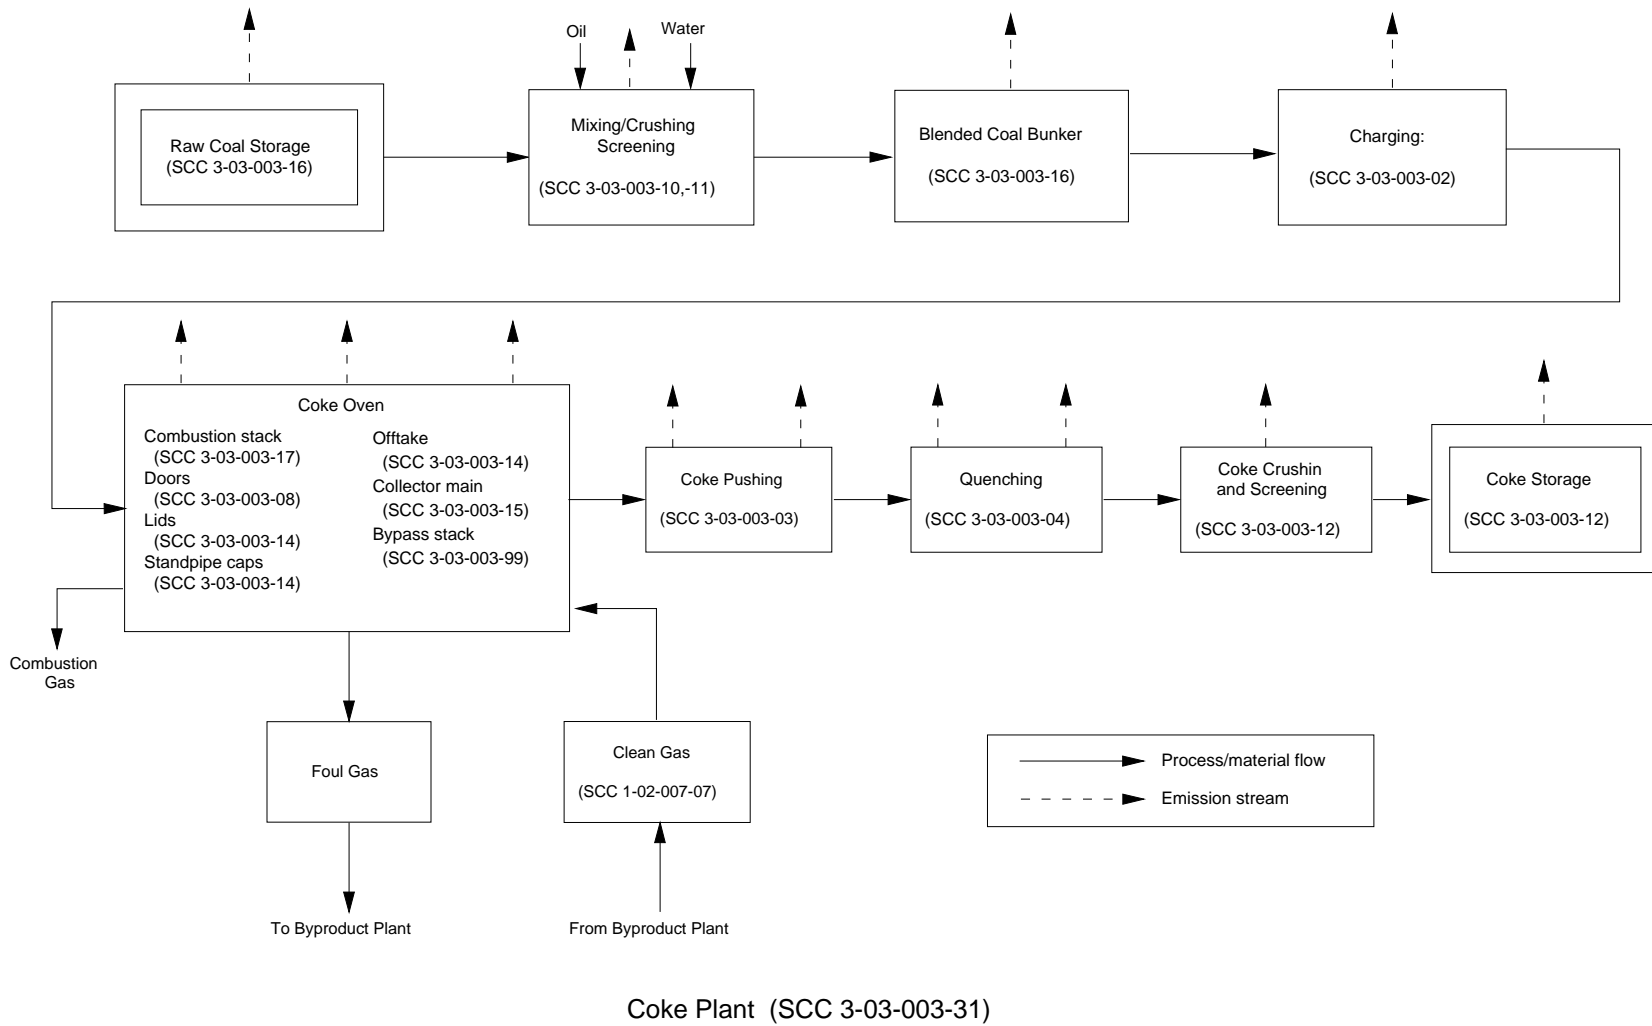 Oil
Water
Raw Coal Storage
(SCC 3-03-003-16)
Mixing/Crushing
Screening
(SCC 3-03-003-10,-11)
Blended Coal Bunker
(SCC 3-03-003-16)
Charging:
(SCC 3-03-003-02)
Coke Oven
Combustion stack
(SCC 3-03-003-17)
Doors
(SCC 3-03-003-08)
Lids
(SCC 3-03-003-14)
Standpipe caps
(SCC 3-03-003-14)
Offtake
(SCC 3-03-003-14)
Collector main
(SCC 3-03-003-15)
Bypass stack
(SCC 3-03-003-99)
Coke Pushing
(SCC 3-03-003-03)
Quenching
(SCC 3-03-003-04)
Coke Crushin
and Screening
(SCC 3-03-003-12)
Coke Storage
(SCC 3-03-003-12)
Combustion
Gas
Foul Gas
Clean Gas
(SCC 1-02-007-07)
Process/material flow
Emission stream
To Byproduct Plant
From Byproduct Plant
Coke Plant (SCC 3-03-003-31)